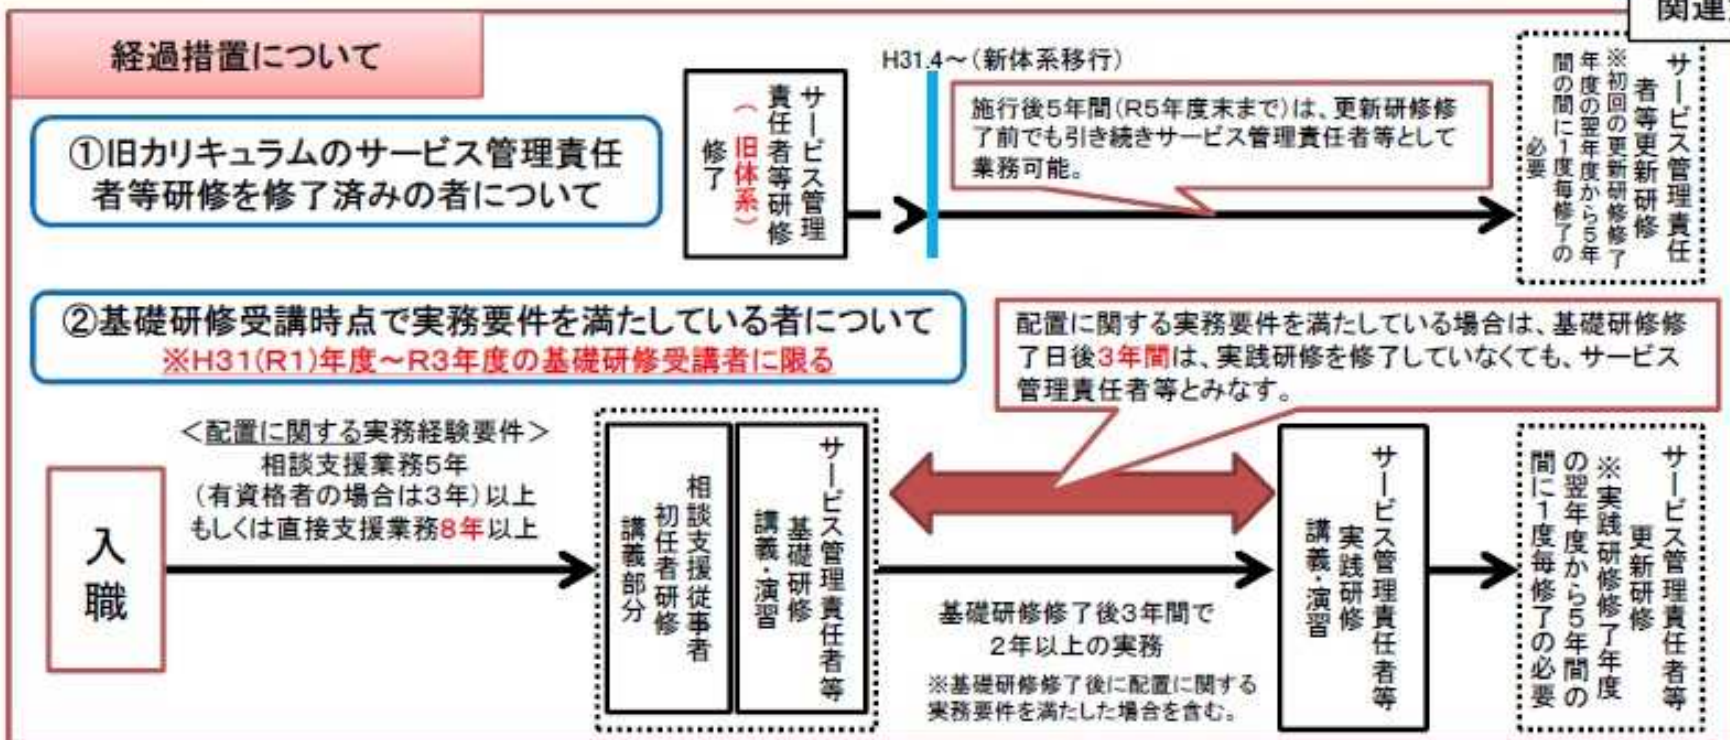 関連
経過措置について
①旧カリキュラムのサービス管理責任
者等研修を修了済みの者について
サービス管理
責任者等研修
（旧体系）
修了
H31.4～(新体系移行)
施行後5年間(R5年度末まで)は、更新研修修
了前でも引き続きサービス管理責任者等として
業務可能。
サービス管理責任
者等更新研修
※初回の更新研修修了
年度の翌年度から5年
間の間に1度毎修了の
必要
②基礎研修受講時点で実務要件を満たしている者について
※H31(R1)年度～R3年度の基礎研修受講者に限る
配置に関する実務要件を満たしている場合は、基礎研修修
了日後3年間は、実践研修を修了していなくても、サービス
管理責任者等とみなす。
入職
＜配置に関する実務経験要件＞
相談支援業務5年
(有資格者の場合は3年)以上
もしくは直接支援業務8年以上
相談支援従事者
初任者研修
講義部分
サービス管理責任者等
基礎研修
講義・演習
基礎研修修了後3年間で
2年以上の実務
※基礎研修修了後に配置に関する
実務要件を満たした場合を含む。
サービス管理責任者等
実践研修
講義・演習
サービス管理責任者等
更新研修
※実践研修修了年度
の翌年度から5年間の
間に1度毎修了の必要